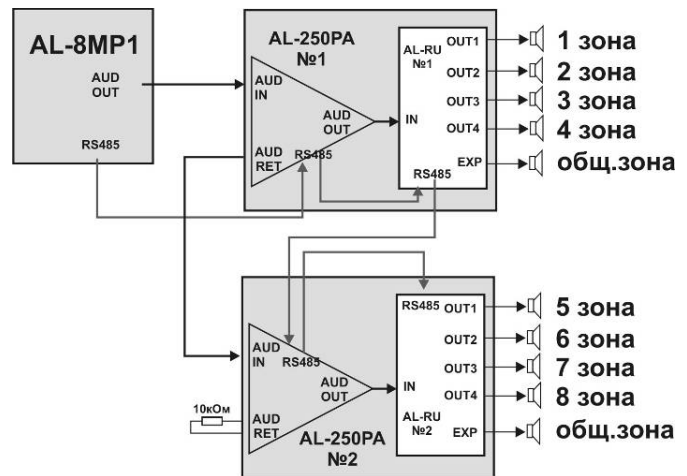 AL-8MP1
AUD
OUT
RS485
AL-250PA
№1
AUD
IN
AUD
OUT
AUD
RET
RS485
AL-RU
№1
IN
RS485
OUT1
OUT2
OUT3
OUT4
EXP
1 зона
2 зона
3 зона
4 зона
общ.зона
AUD
IN
RS485
AUD
OUT
10кОм
AUD
RET
AL-250PA
№2
RS485
IN
AL-RU
№2
OUT1
OUT2
OUT3
OUT4
EXP
5 зона
6 зона
7 зона
8 зона
общ.зона